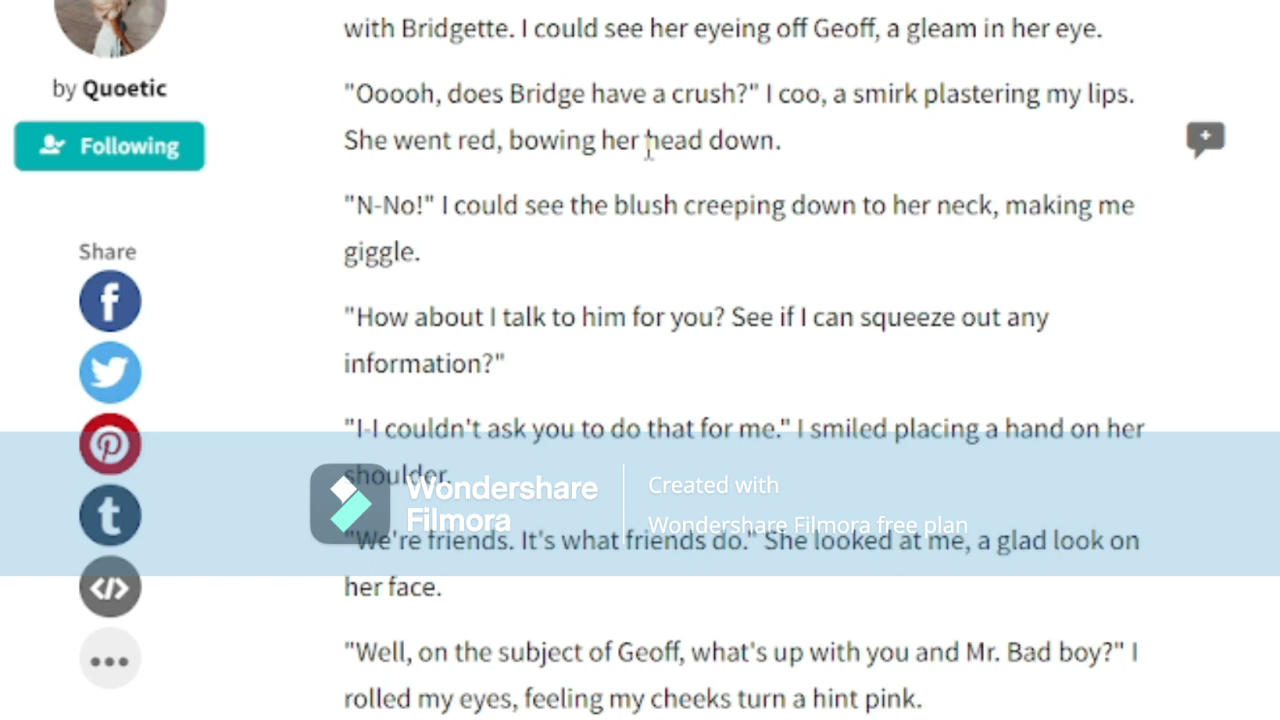 with Bridgette. I could see her eyeing off Geoff, a gleam in her eye.
by Quoetic
Following
"Ooooh, does Bridge have a crush?" I coo, a smirk plastering my lips.
She went red, bowing her head down.
"N-No!" I could see the blush creeping down to her neck, making me
giggle.
Share
"How about I talk to him for you? See if I can squeeze out any
information?"
"I-I couldn't ask you to do that for me." I smiled placing a hand on her
shoulder.
Wondershare
Filmora
Created with
Wondershare Filmora free plan
"We're friends. It's what friends do." She looked at me, a glad look on
her face.
"Well, on the subject of Geoff, what's up with you and Mr. Bad boy?" I
rolled my eyes, feeling my cheeks turn a hint pink.